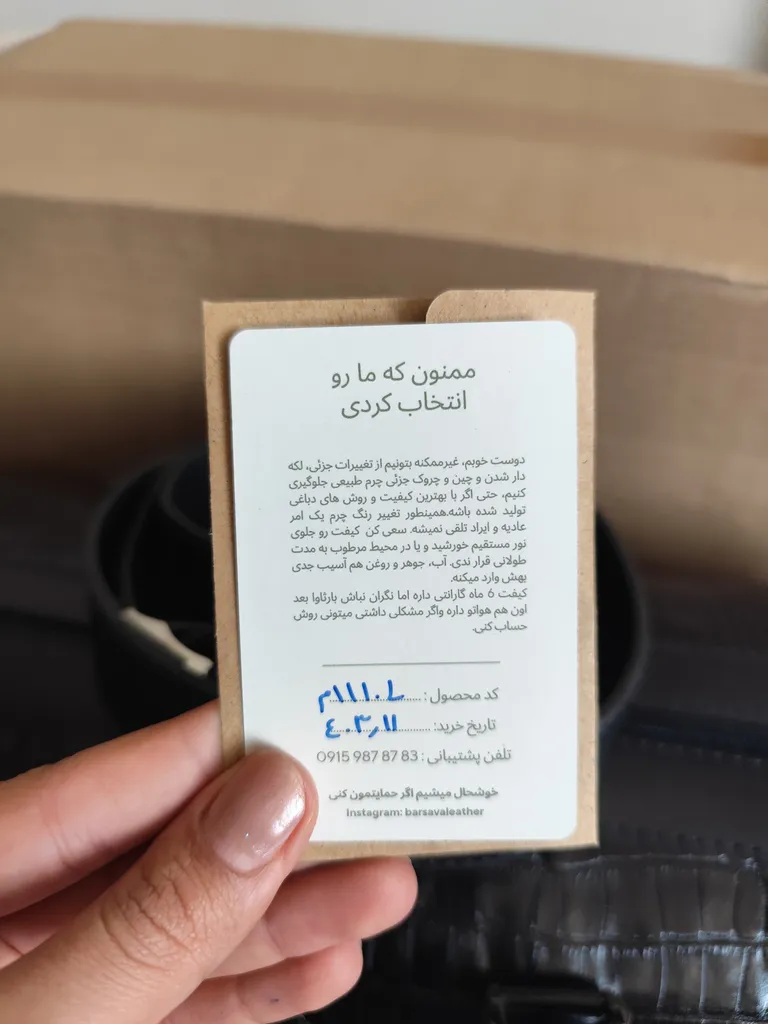 ممنون که ما رو
انتخاب کردی
دوست خوبم، غیرممکنه بتونیم از تغییرات جزئی، لکه
دار شدن و چین و چروک جزئی چرم طبیعی جلوگیری
کنیم، حتی اگر با بهترین کیفیت و روش های دباغی
تولید شده باشه.همینطور تغییر رنگ چرم یک امر
عادیه و ایراد تلقی نمیشه. سعی کن کیفت رو جلوی
نور مستقیم خورشید و یا در محیط مرطوب به مدت
طولانی قرار ندی. آب، جوهر و روغن هم آسیب جدی
بهش وارد میکنه.
کیفت ۶ ماه گارانتی داره اما نگران نباش بارثاوا بعد
اون هم هواتو داره واگر مشکلی داشتی میتونی روش
حساب کنی.
کد محصول :
تاریخ خرید:
تلفن پشتیبانی : 0915 987 87 83
خوشحال میشیم اگر حمایتمون کنی
Instagram: barsavaleather